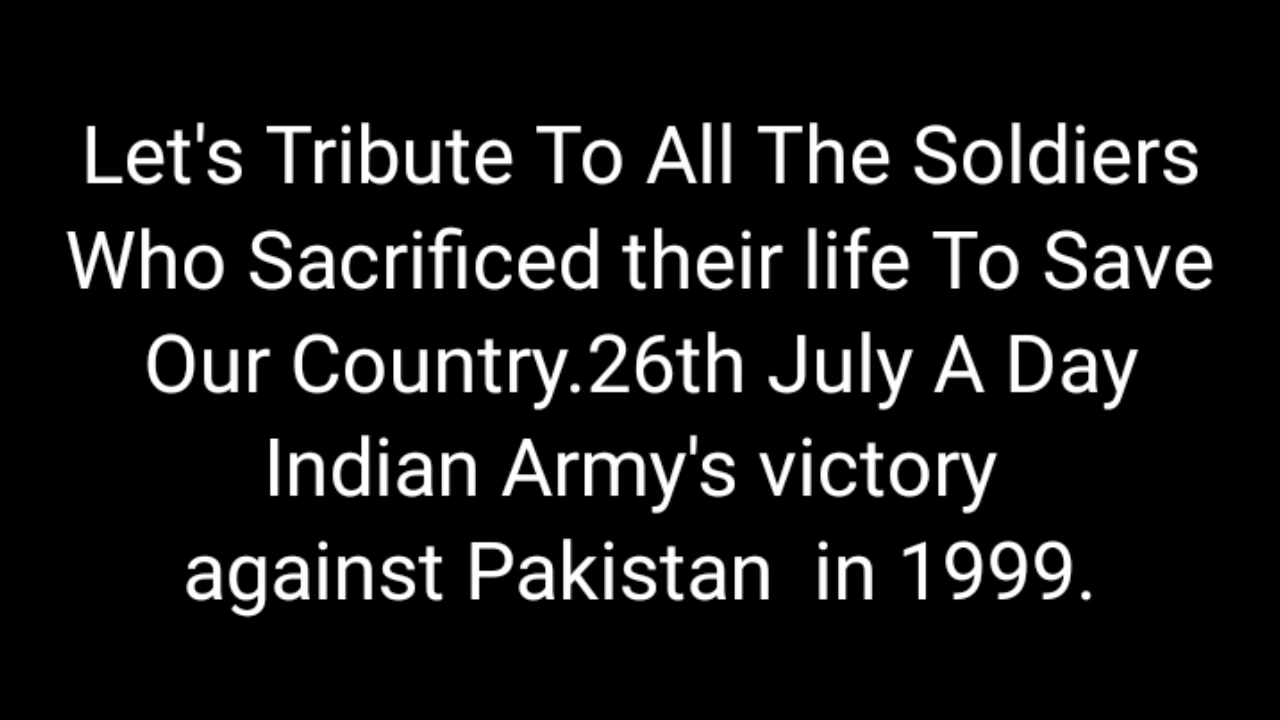 Let's Tribute To All The Soldiers
Who Sacrificed their life To Save
Our Country.26th July A Day
Indian Army's victory
against Pakistan  in 1999.